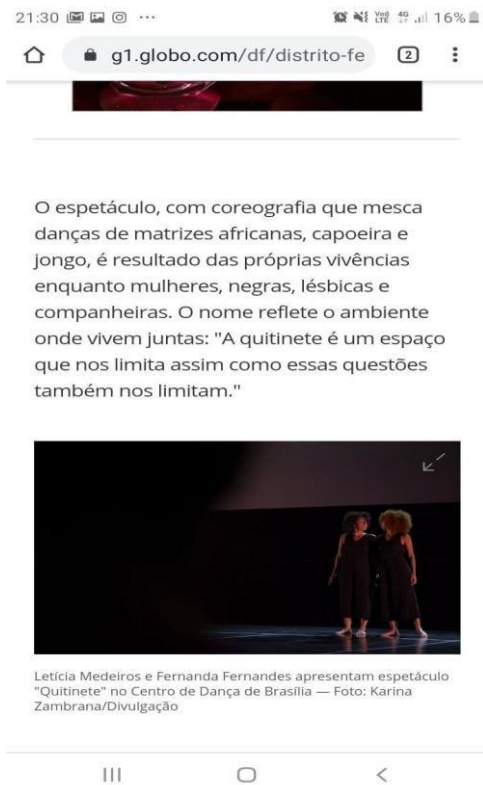 21:30
Voo) LTE 4G 16%
g1.globo.com/df/distrito-fe 2
O espetáculo, com coreografia que mesca
danças de matrizes africanas, capoeira e
jongo, é resultado das próprias vivências
enquanto mulheres, negras, lésbicas e
companheiras. O nome reflete o ambiente
onde vivem juntas: "A quitinete é um espaço
que nos limita assim como essas questões
também nos limitam."
Letícia Medeiros e Fernanda Fernandes apresentam espetáculo
"Quitinete" no Centro de Dança de Brasília — Foto: Karina
Zambrana/Divulgação